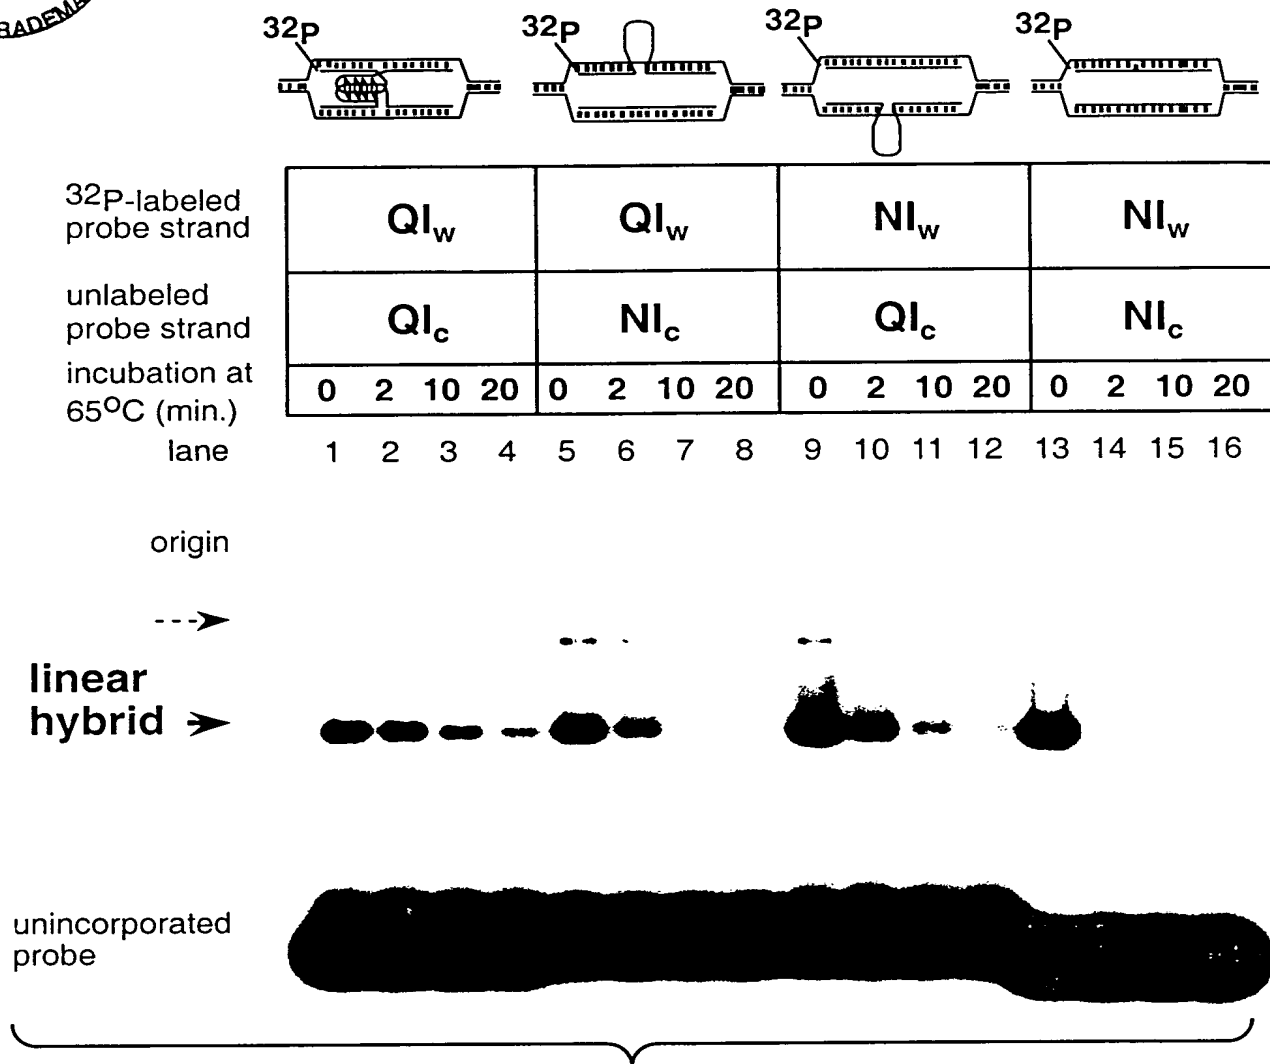 RADEMA
32P 32P 32P 32P
32P-labeled
probe strand QIw QIw NIw NIw
unlabeled
probe strand QIc NIc QIc NIc
incubation at
65°C (min.) 0 2 10 20 0 2 10 20 0 2 10 20 0 2 10 20
lane 1 2 3 4 5 6 7 8 9 10 11 12 13 14 15 16
origin
linear
hybrid
unincorporated
probe